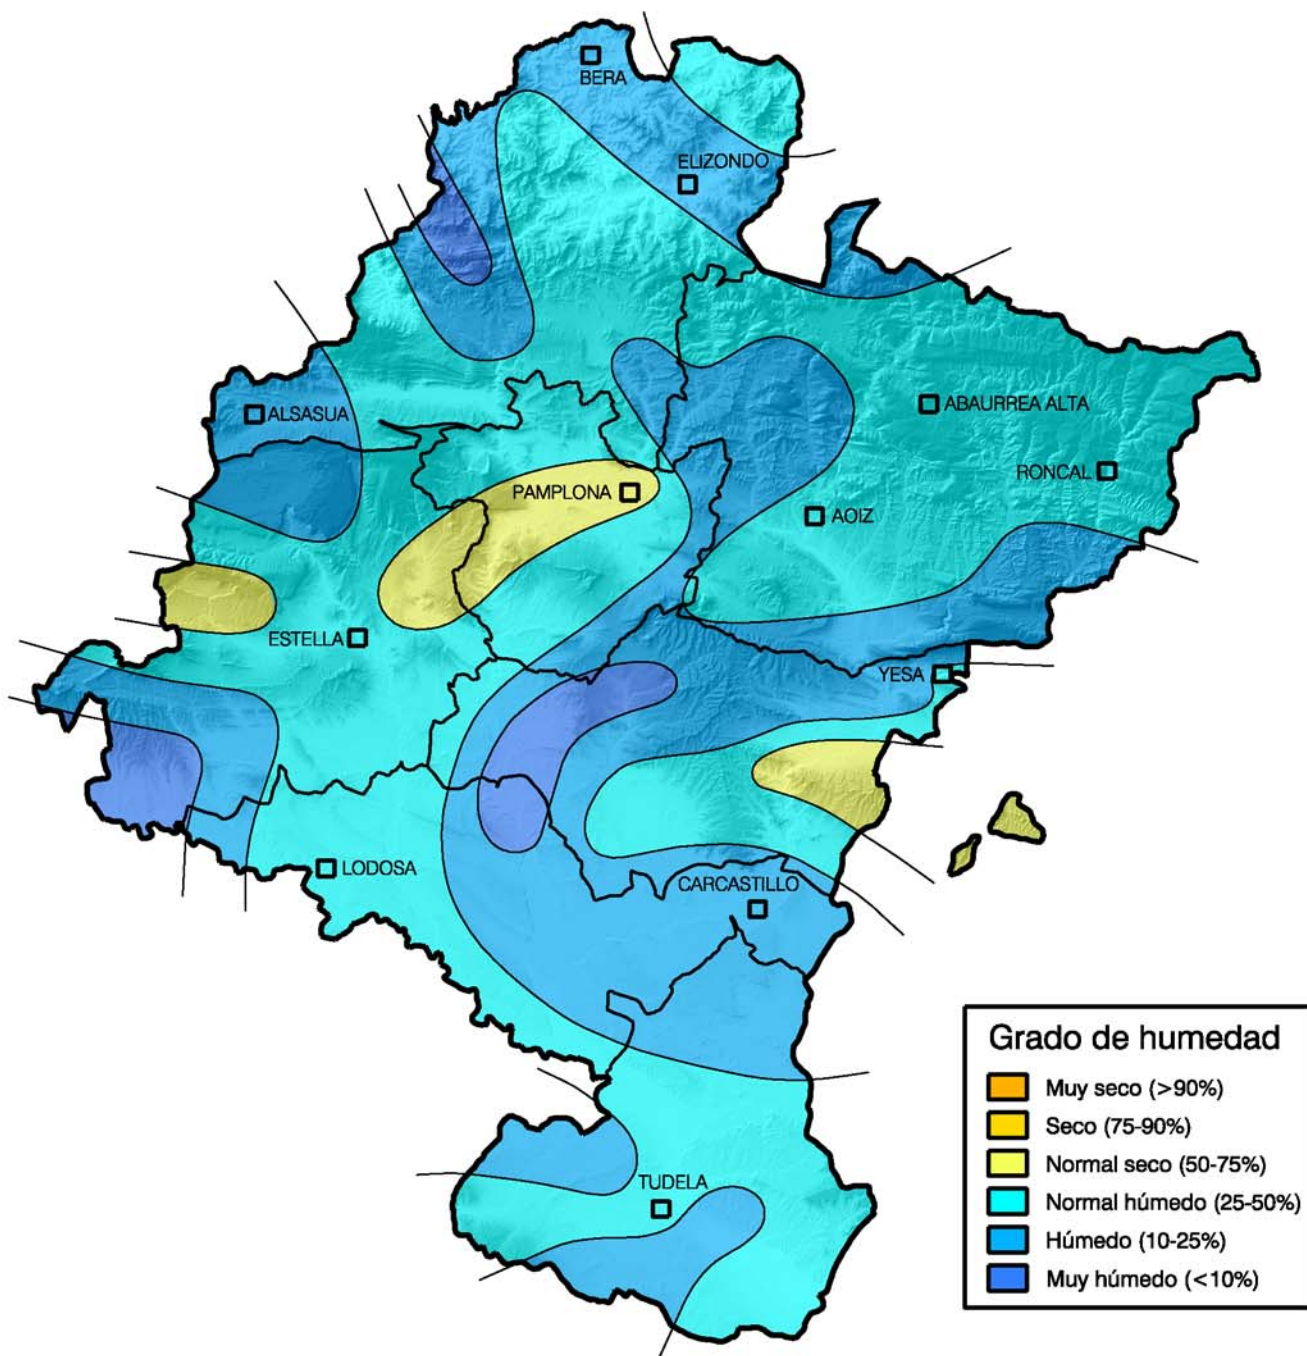 BERA
ELIZONDO
ALSASUA
ABAURREA ALTA
RONCAL
PAMPLONA
AOIZ
ESTELLA
YESA
LODOSA
CARCASTILLO
TUDELA
Grado de humedad
Muy seco (>90%)
Seco (75-90%)
Normal seco (50-75%)
Normal húmedo (25-50%)
Húmedo (10-25%)
Muy húmedo (<10%)